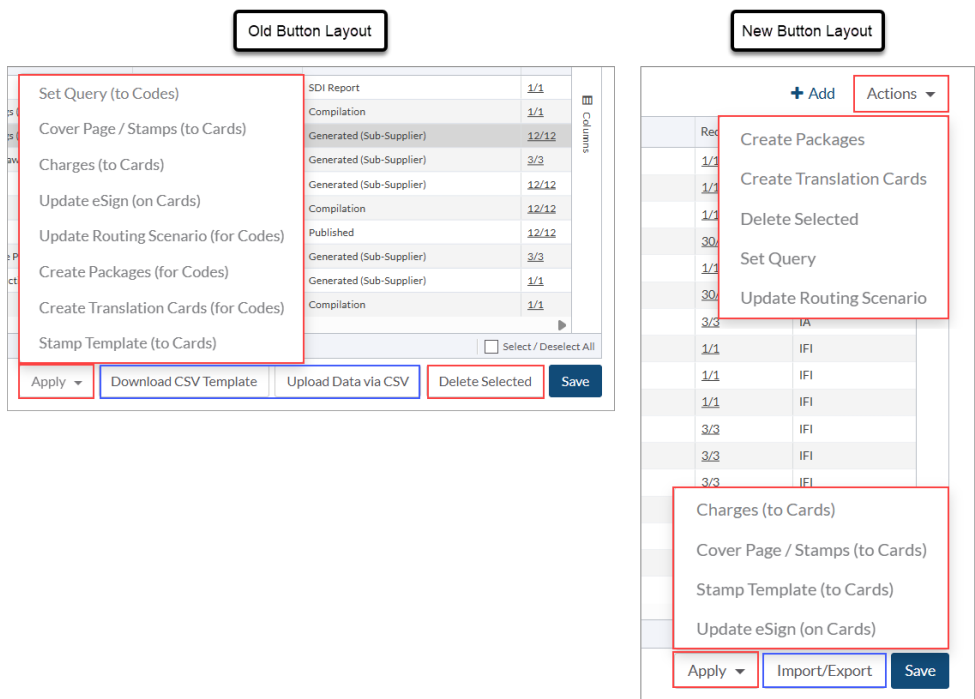 Old Button Layout
New Button Layout
Set Query (to Codes)
Cover Page / Stamps (to Cards)
Charges (to Cards)
Update eSign (on Cards)
Update Routing Scenario (for Codes)
Create Packages (for Codes)
Create Translation Cards (for Codes)
Stamp Template (to Cards)
SDI Report 1/1
Compilation 1/1
Generated (Sub-Supplier) 12/12
Generated (Sub-Supplier) 3/3
Generated (Sub-Supplier) 12/12
Compilation 12/12
Published 12/12
Generated (Sub-Supplier) 3/3
Generated (Sub-Supplier) 1/1
Compilation 1/1
Columns
Select / Deselect All
Apply Download CSV Template Upload Data via CSV Delete Selected Save
+ Add Actions
Create Packages
Create Translation Cards
Delete Selected
Set Query
Update Routing Scenario
1/1
1/1
1/1
30/
1/1
30/
3/3 IA
1/1 IFI
1/1 IFI
1/1 IFI
3/3 IFI
3/3 IFI
3/3 IFI
Charges (to Cards)
Cover Page / Stamps (to Cards)
Stamp Template (to Cards)
Update eSign (on Cards)
Apply Import/Export Save